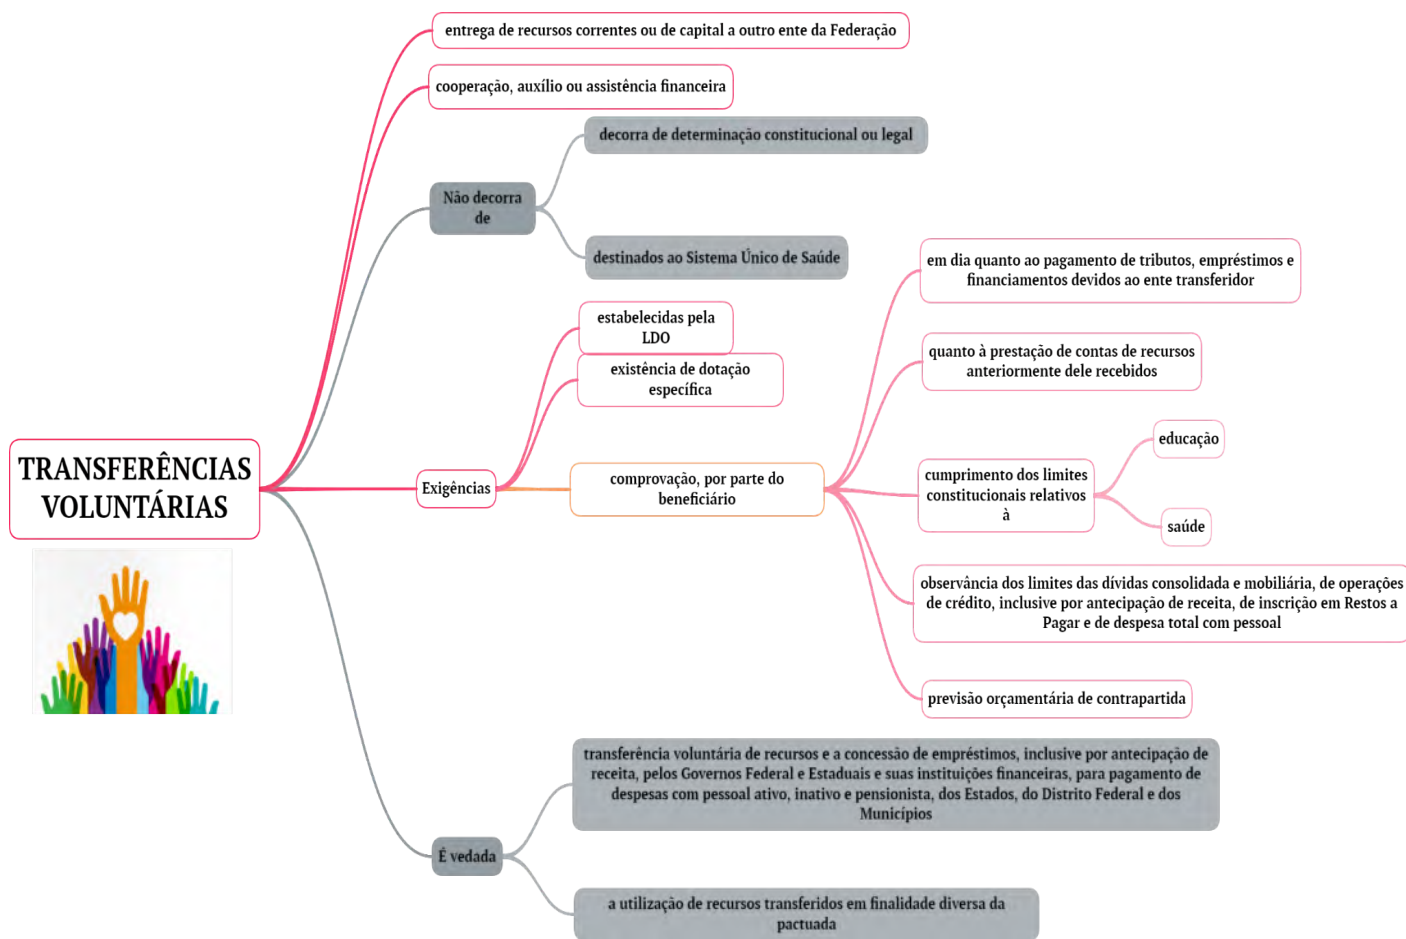 entrega de recursos correntes ou de capital a outro ente da Federação
cooperação, auxílio ou assistência financeira
decorra de determinação constitucional ou legal
Não decorra
de
destinados ao Sistema Único de Saúde
em dia quanto ao pagamento de tributos, empréstimos e
financiamentos devidos ao ente transferidor
estabelecidas pela
LDO
quanto à prestação de contas de recursos
anteriormente dele recebidos
existência de dotação
específica
educação
TRANSFERÊNCIAS
VOLUNTÁRIAS
Exigências
comprovação, por parte do
beneficiário
cumprimento dos limites
constitucionais relativos
à
saúde
observância dos limites das dívidas consolidada e mobiliária, de operações
de crédito, inclusive por antecipação de receita, de inscrição em Restos a
Pagar e de despesa total com pessoal
previsão orçamentária de contrapartida
transferência voluntária de recursos e a concessão de empréstimos, inclusive por antecipação de
receita, pelos Governos Federal e Estaduais e suas instituições financeiras, para pagamento de
despesas com pessoal ativo, inativo e pensionista, dos Estados, do Distrito Federal e dos
Municípios
É vedada
a utilização de recursos transferidos em finalidade diversa da
pactuada